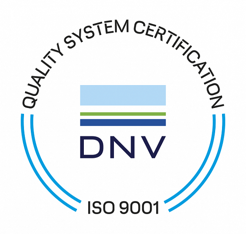 QUALITY SYSTEM CERTIFICATION
DNV
ISO 9001